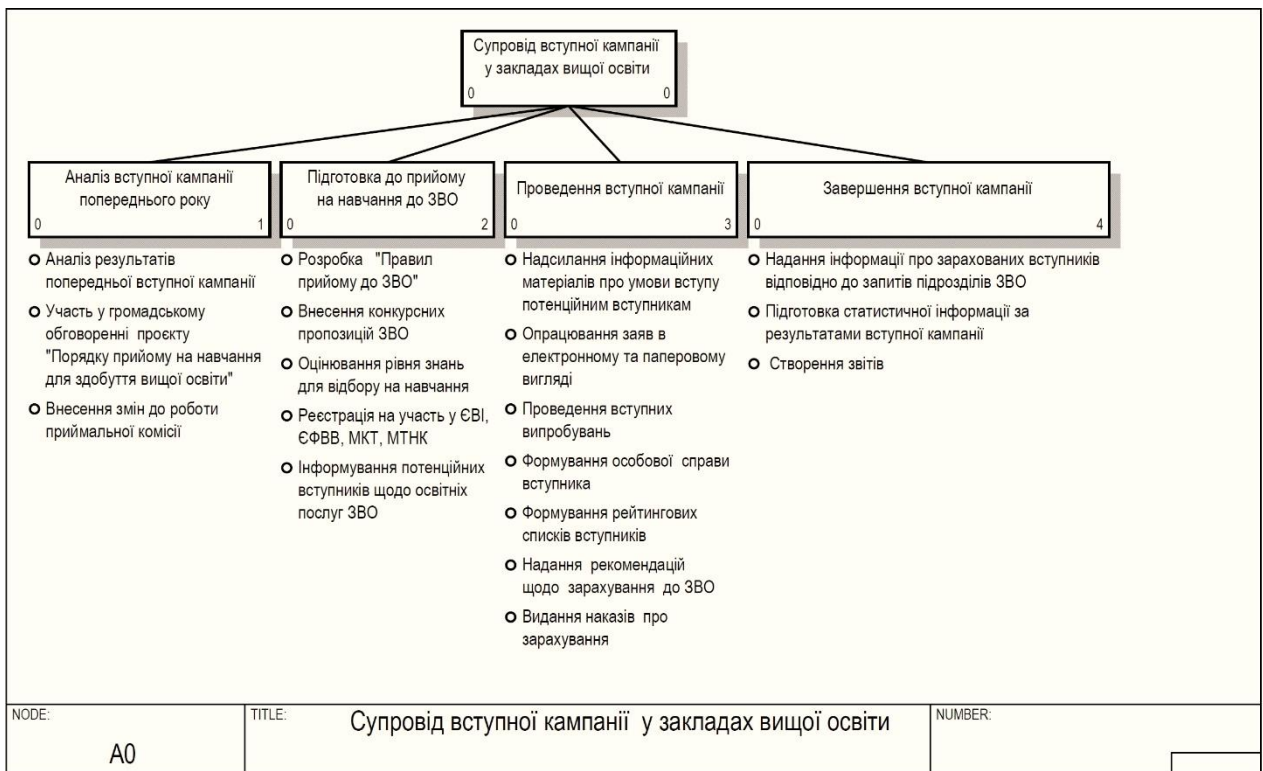 Супровід вступної кампанії
у закладах вищої освіти
0 0
Аналіз вступної кампанії
попереднього року
0 1
Підготовка до прийому
на навчання до ЗВО
0 2
Проведення вступної кампанії
0 3
Завершення вступної кампанії
0 4
Аналіз результатів
попередньої вступної кампанії
Участь у громадському
обговоренні проєкту
"Порядку прийому на навчання
для здобуття вищої освіти"
Внесення змін до роботи
приймальної комісії
Розробка "Правил
прийому до ЗВО"
Внесення конкурсних
пропозицій ЗВО
Оцінювання рівня знань
для відбору на навчання
Реєстрація на участь у ЄВІ,
ЄФВВ, МКТ, МТНК
Інформування потенційних
вступників щодо освітніх
послуг ЗВО
Надсилання інформаційних
матеріалів про умови вступу
потенційним вступникам
Опрацювання заяв в
електронному та паперовому
вигляді
Проведення вступних
випробувань
Формування особової справи
вступника
Формування рейтингових
списків вступників
Надання рекомендацій
щодо зарахування до ЗВО
Видання наказів про
зарахування
Надання інформації про зарахованих вступників
відповідно до запитів підрозділів ЗВО
Підготовка статистичної інформації за
результатами вступної кампанії
Створення звітів
NODE:
A0
TITLE:
Супровід вступної кампанії у закладах вищої освіти
NUMBER: